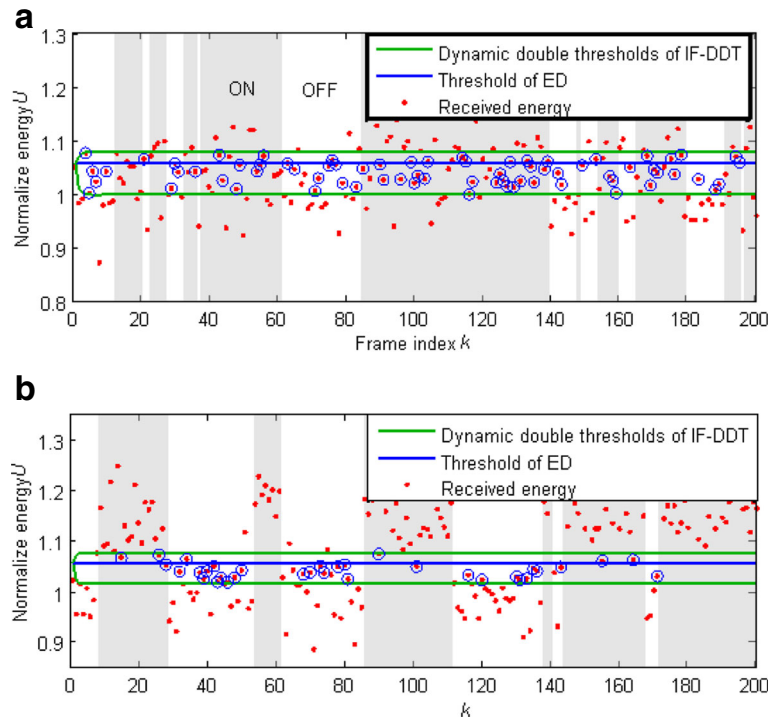 a
1.3
1.2
1.1
1
0.9
0.8
Normalize energy U
Dynamic double thresholds of IF-DDT
Threshold of ED
Received energy
ON
OFF
0 20 40 60 80 100 120 140 160 180 200
Frame index k
b
1.3
1.2
1.1
1
0.9
Normalize energy U
Dynamic double thresholds of IF-DDT
Threshold of ED
Received energy
0 20 40 60 80 100 120 140 160 180 200
k